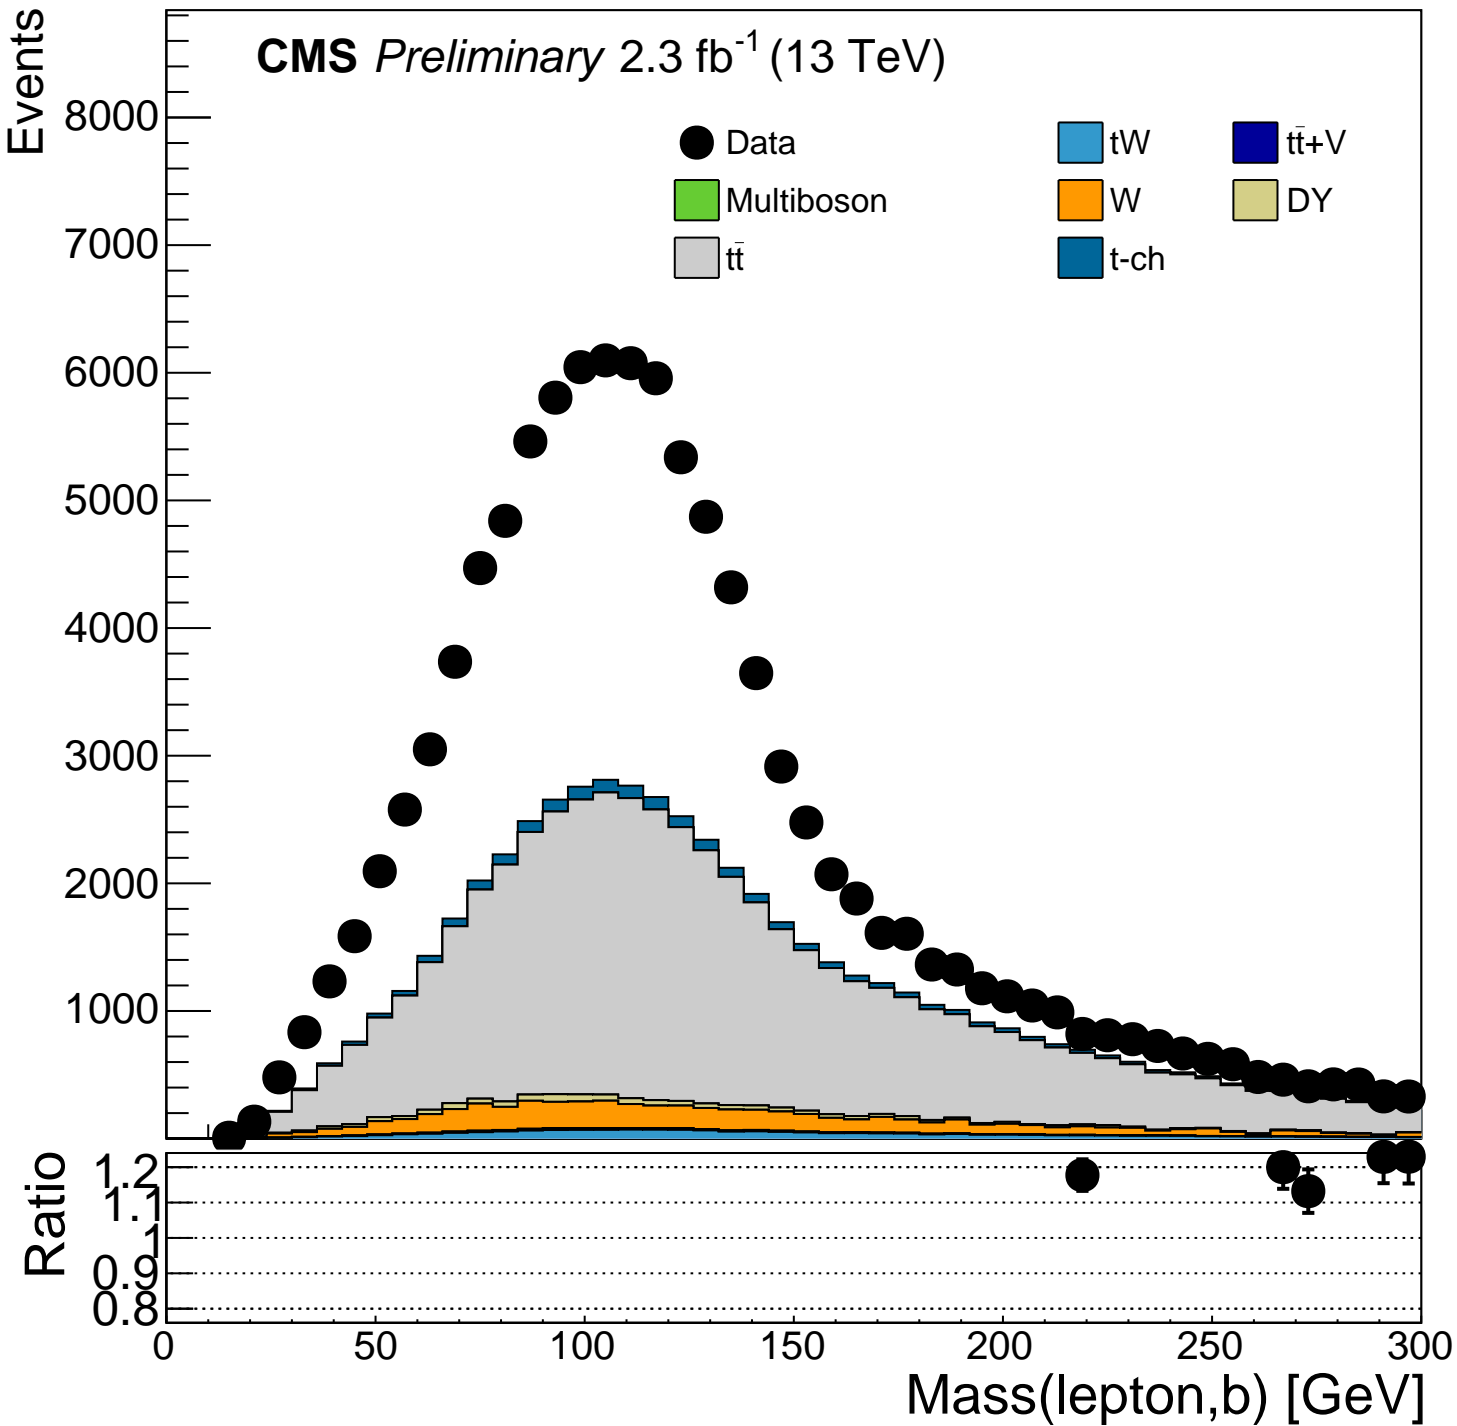 CMS Preliminary 2.3 fb⁻¹ (13 TeV)
Events
8000
7000
6000
5000
4000
3000
2000
1000
Data
Multiboson
tt̄
tW
W
t-ch
tt̄+V
DY
Ratio
1.2
1.1
1
0.9
0.8
0 50 100 150 200 250 300
Mass(lepton,b) [GeV]